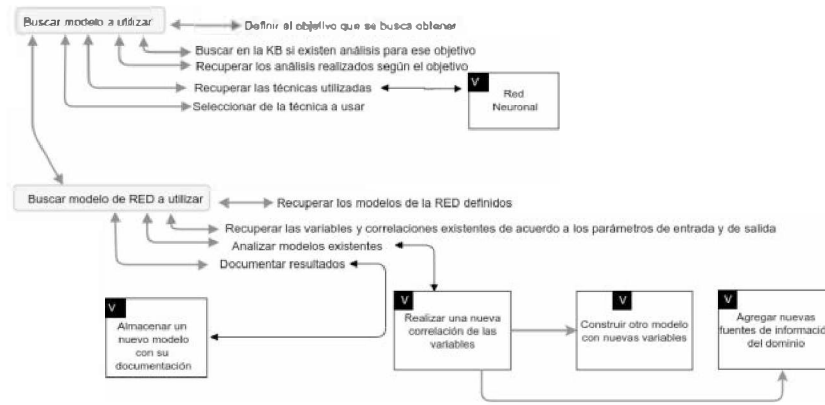 Buscar modelo a utilizar
Definir el objetivo que se busca obtener
Buscar en la KB si existen análisis para ese objetivo
Recuperar los análisis realizados según el objetivo
Recuperar las técnicas utilizadas
Seleccionar de la técnica a usar
V
Red
Neuronal
Buscar modelo de RED a utilizar
Recuperar los modelos de la RED definidos
Recuperar las variables y correlaciones existentes de acuerdo a los parámetros de entrada y de salida
Analizar modelos existentes
Documentar resultados
V
Almacenar un
nuevo modelo
con su
documentación
V
Realizar una nueva
correlación de las
variables
V
Construir otro modelo
con nuevas variables
V
Agregar nuevas
fuentes de informació
del dominio